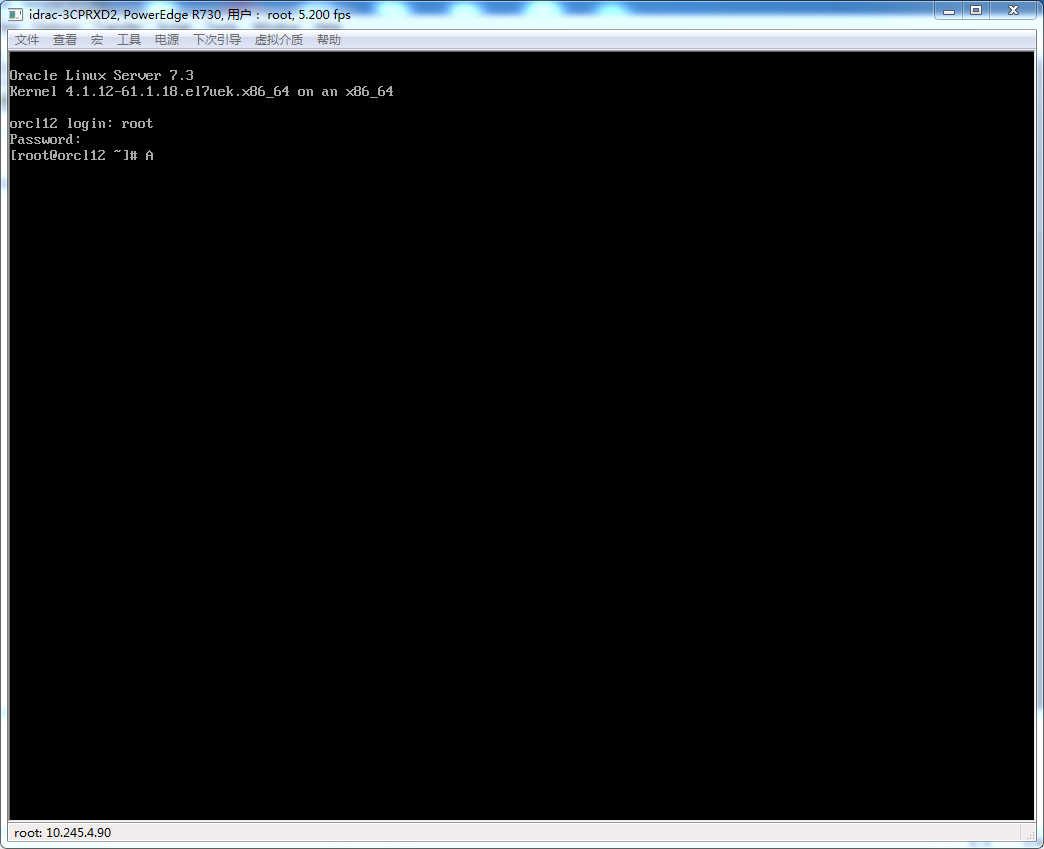 idrac-3CPRXD2, PowerEdge R730, 用户： root, 5.200 fps
文件 查看 宏 工具 电源 下次引导 虚拟介质 帮助
Oracle Linux Server 7.3
Kernel 4.1.12-61.1.18.el7uek.x86_64 on an x86_64
orcl12 login: root
Password:
[root@orcl12 ~]# A
root: 10.245.4.90